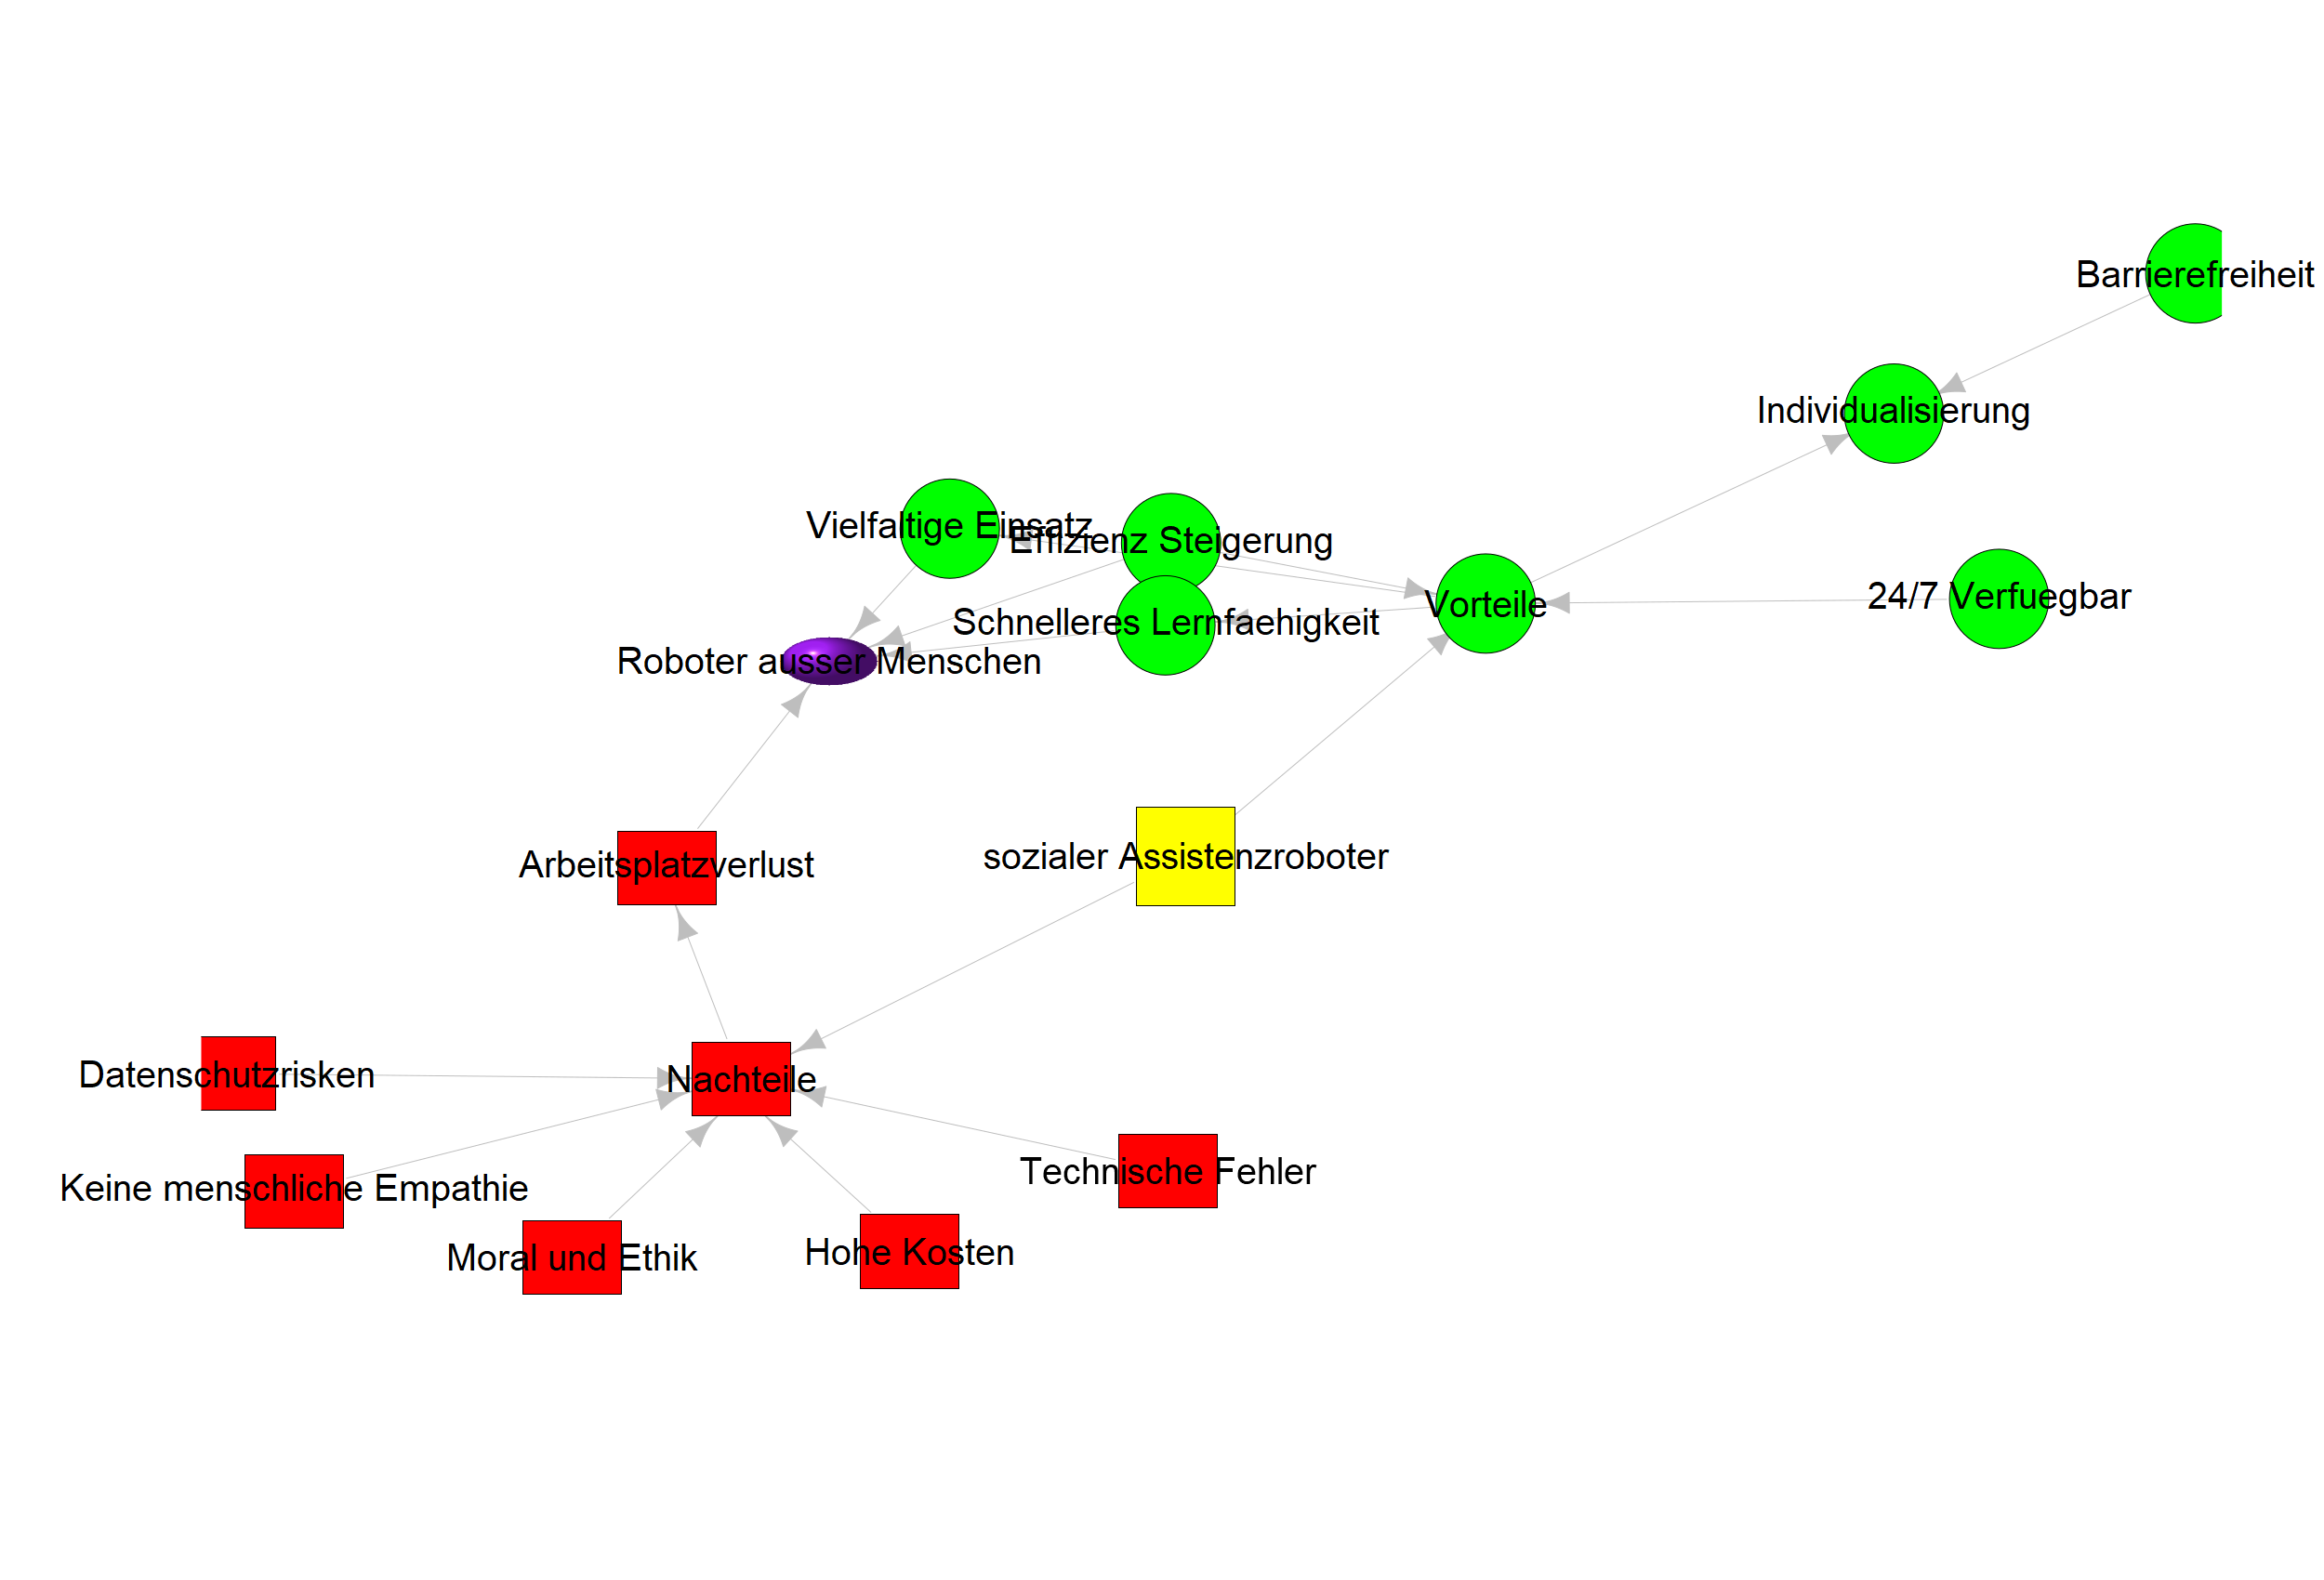 Barrierefreiheit
Individualisierung
Vielfaltige Einsatz
Effizienz Steigerung
24/7 Verfuegbar
Vorteile
Schnelleres Lernfaehigkeit
Roboter ausser Menschen
sozialer Assistenzroboter
Arbeitsplatzverlust
Datenschutzrisken
Nachteile
Technische Fehler
Keine menschliche Empathie
Hohe Kosten
Moral und Ethik